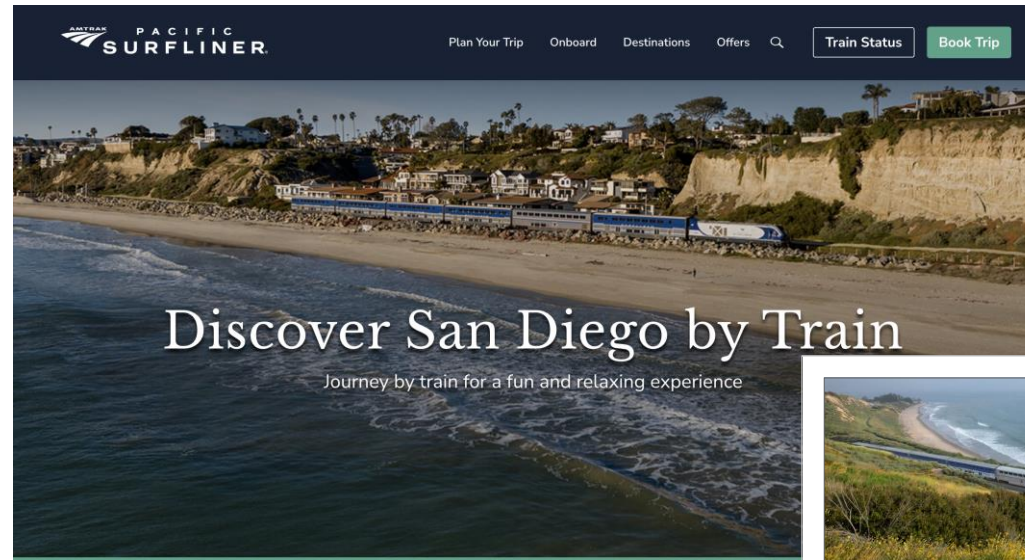 AMTRAK
PACIFIC
SURFLINER®
Plan Your Trip
Onboard
Destinations
Offers
Train Status
Book Trip
Discover San Diego by Train
Journey by train for a fun and relaxing experience